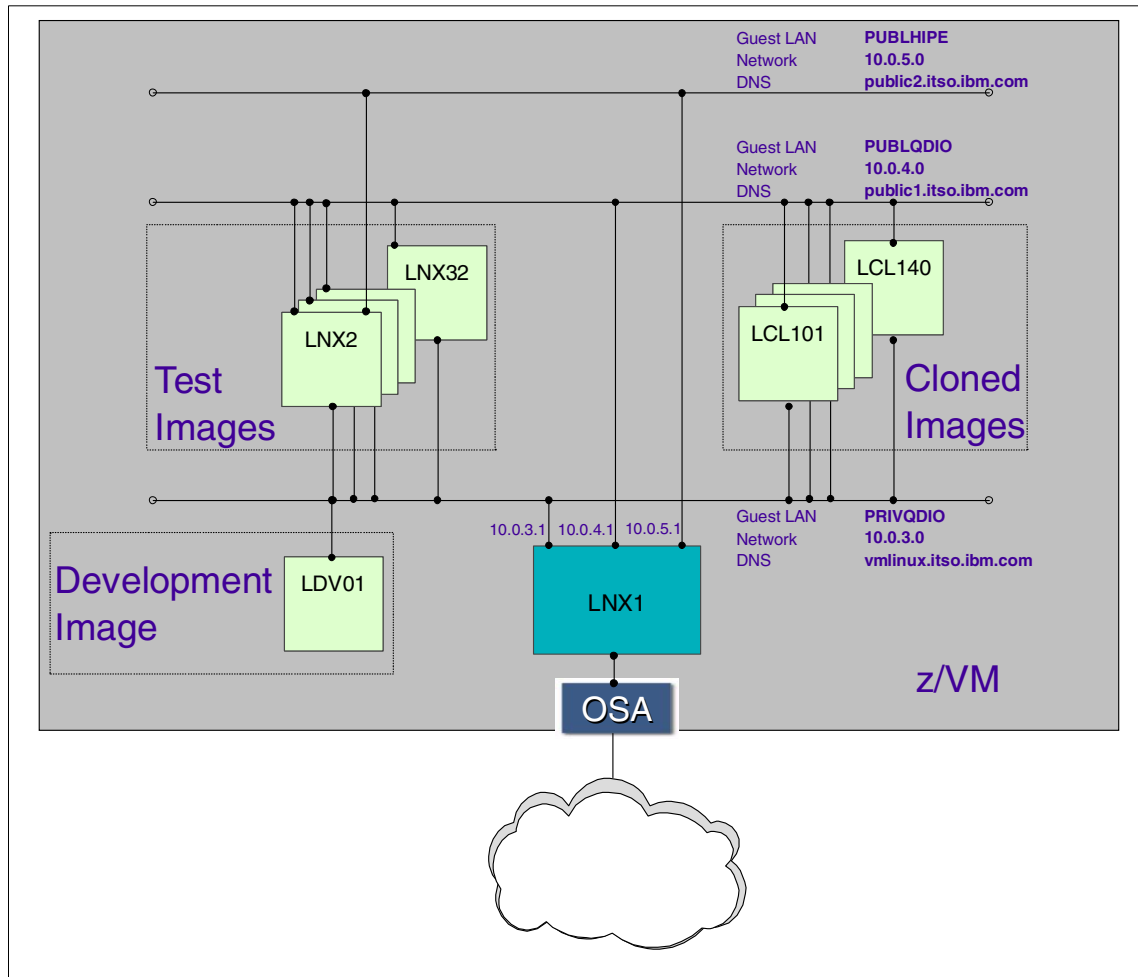 Guest LAN PUBLHIPE
Network 10.0.5.0
DNS public2.itso.ibm.com
Guest LAN PUBLQDIO
Network 10.0.4.0
DNS public1.itso.ibm.com
LNX32
LNX2
Test
Images
LCL140
LCL101
Cloned
Images
10.0.3.1 10.0.4.1 10.0.5.1
Guest LAN PRIVQDIO
Network 10.0.3.0
DNS vmlinux.itso.ibm.com
Development
Image
LDV01
LNX1
z/VM
OSA